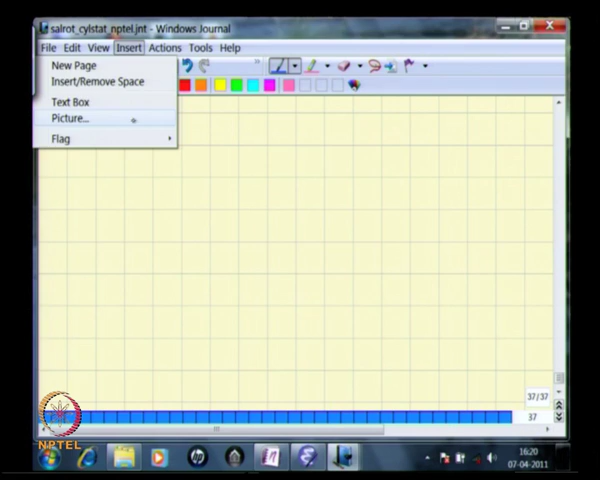 salrot_cylstat_nptel.jnt - Windows Journal
File Edit View Insert Actions Tools Help
New Page
Insert/Remove Space
Text Box
Picture...
Flag
37/37
37
NPTEL
hp
16:20
07-04-2011